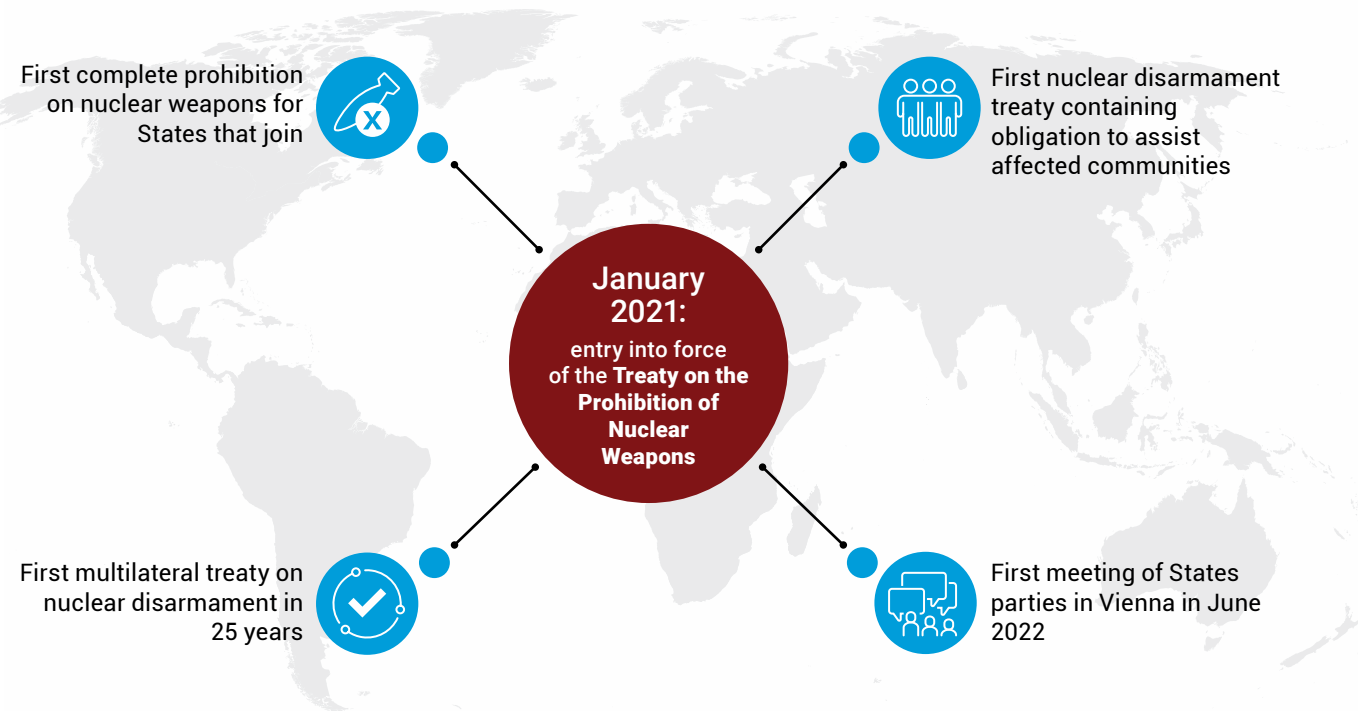 First complete prohibition
on nuclear weapons for
States that join
X
First nuclear disarmament
treaty containing
obligation to assist
affected communities
January
2021:
entry into force
of the Treaty on the
Prohibition of
Nuclear
Weapons
First multilateral treaty on
nuclear disarmament in
25 years
First meeting of States
parties in Vienna in June
2022